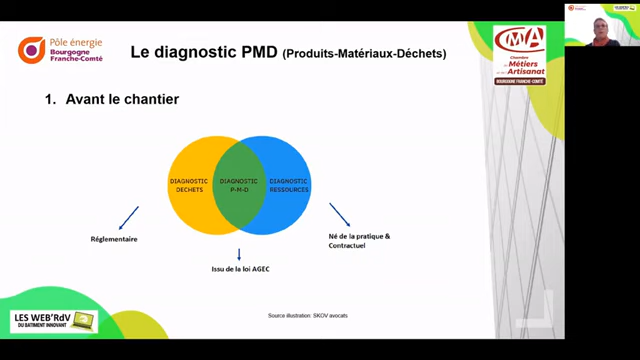 Pôle énergie
Bourgogne
Franche-Comté
Le diagnostic PMD (Produits-Matériaux-Déchets)
CMA
Chambre
de Métiers
et de l'Artisanat
BOURGOGNE FRANCHE-COMTÉ
1. Avant le chantier
DIAGNOSTIC
DECHETS
DIAGNOSTIC
P-M-D
DIAGNOSTIC
RESSOURCES
Réglementaire
Né de la pratique &
Contractuel
Issu de la loi AGEC
LES WEB'RdV
DU BATIMENT INNOVANT
Source illustration: SKOV avocats